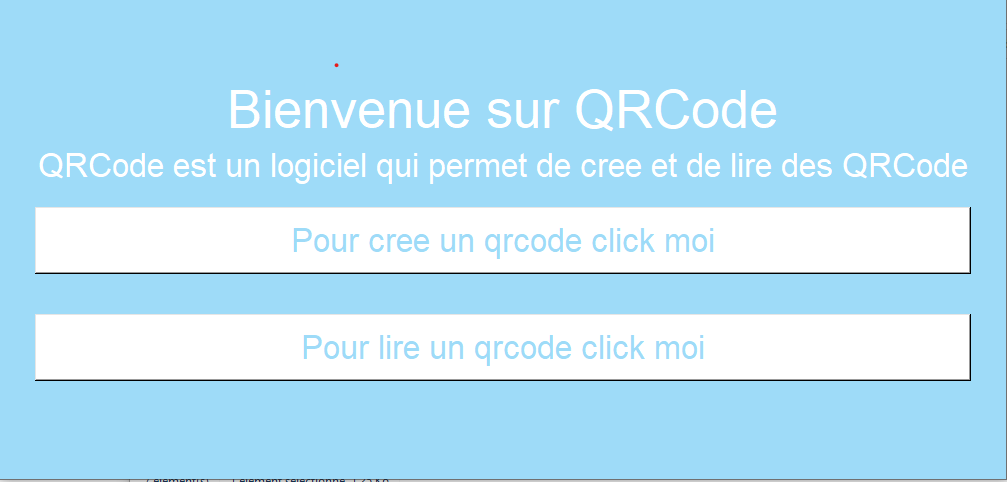 Bienvenue sur QRCode
QRCode est un logiciel qui permet de cree et de lire des QRCode
Pour cree un qrcode click moi
Pour lire un qrcode click moi